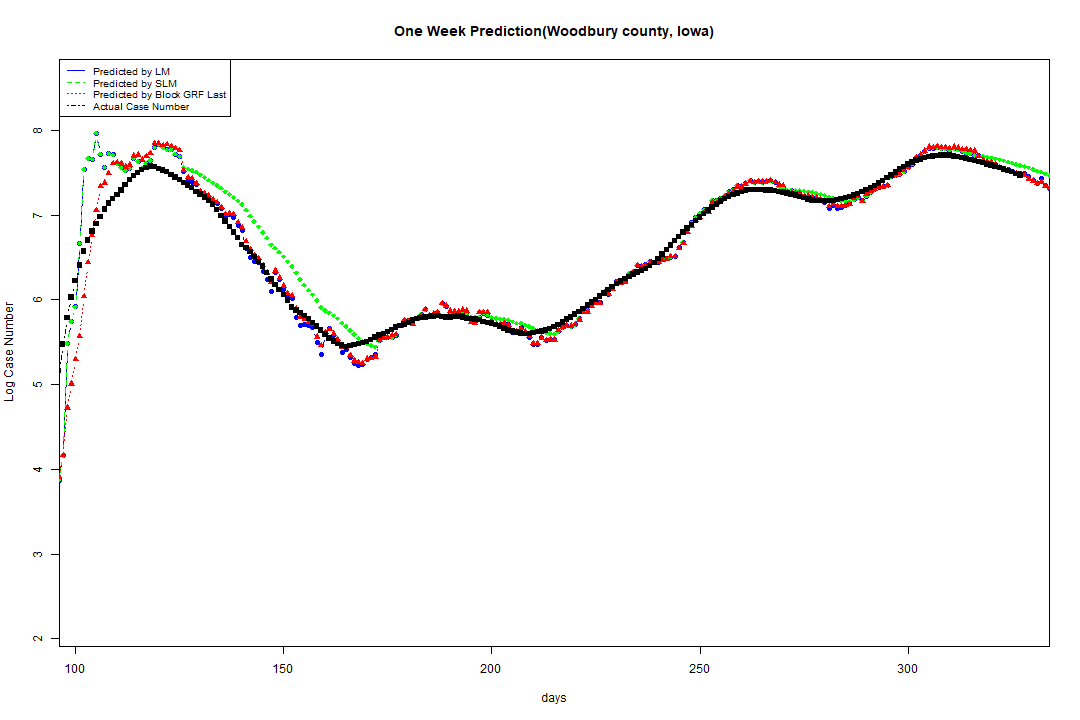 One Week Prediction(Woodbury county, Iowa)
Predicted by LM
Predicted by SLM
Predicted by Block GRF Last
Actual Case Number
8
7
6
5
4
3
2
Log Case Number
100 150 200 250 300
days